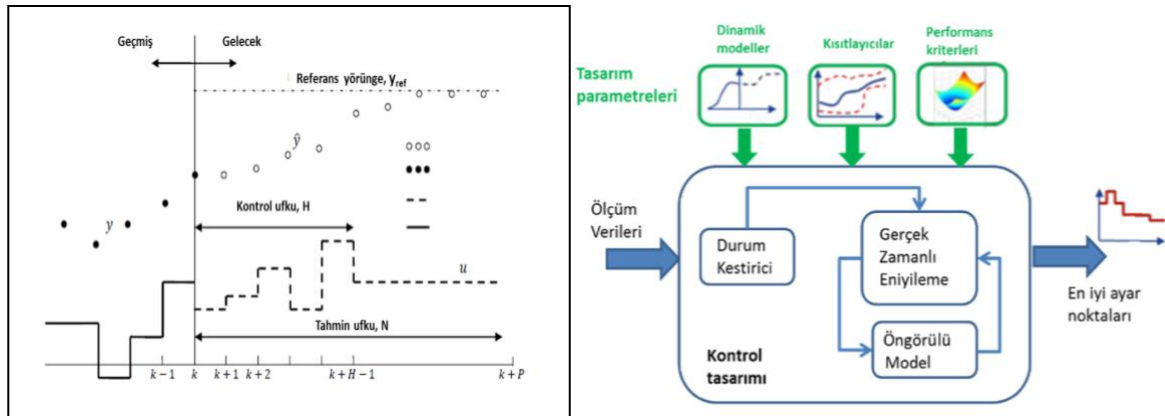 Geçmiş
Gelecek
Referans yörünge, y_ref
ŷ
y
Kontrol ufku, H
u
Tahmin ufku, N
k − 1
k
k+1
k+2
k+H−1
k+P
Dinamik
modeller
Kısıtlayıcılar
Performans
kriterleri
Tasarım
parametreleri
Ölçüm
Verileri
Durum
Kestirici
Gerçek
Zamanlı
Eniyileme
Öngörülü
Model
Kontrol
tasarımı
En iyi ayar
noktaları